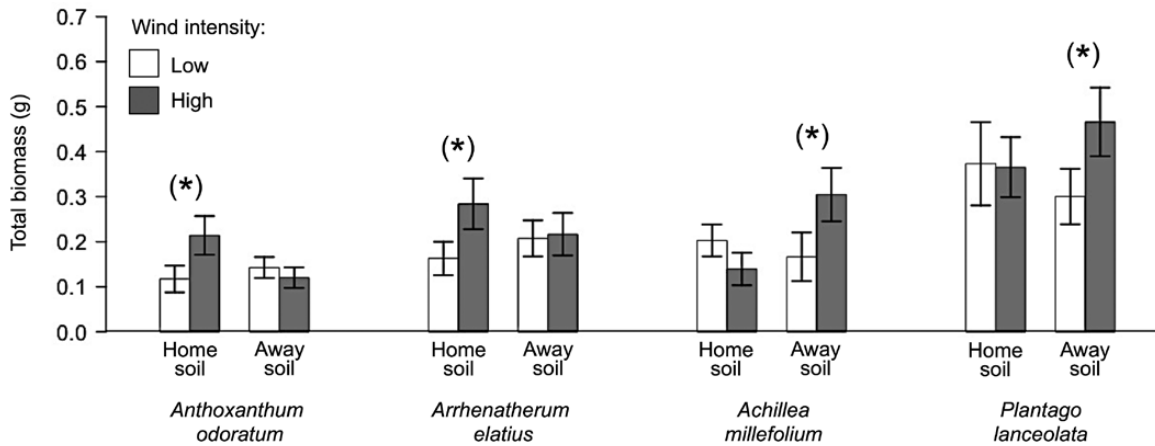 Total biomass (g)
0.7
0.6
0.5
0.4
0.3
0.2
0.1
0.0
Wind intensity:
Low
High
(*)
(*)
(*)
(*)
Home soil
Away soil
Home soil
Away soil
Home soil
Away soil
Home soil
Away soil
Anthoxanthum
odoratum
Arrhenatherum
elatius
Achillea
millefolium
Plantago
lanceolata